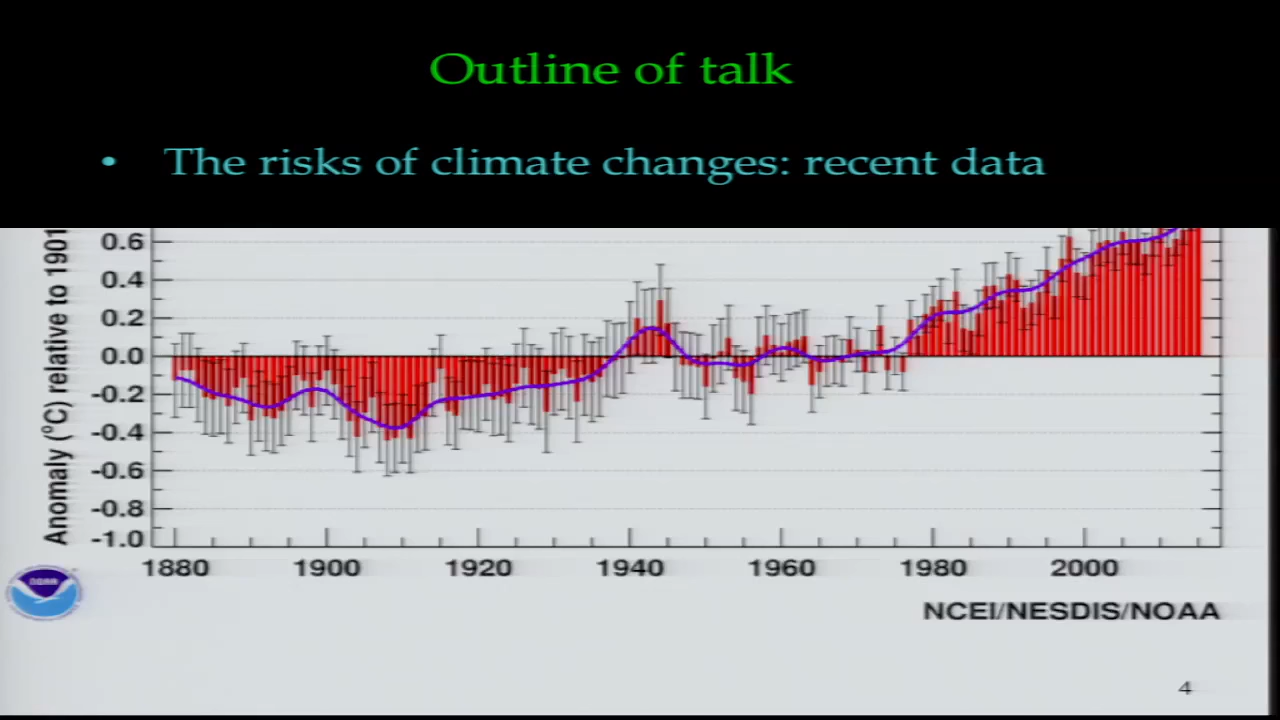 Outline of talk
• The risks of climate changes: recent data
Anomaly (°C) relative to 1901
0.6
0.4
0.2
0.0
-0.2
-0.4
-0.6
-0.8
-1.0
1880 1900 1920 1940 1960 1980 2000
NOAA
NCEI/NESDIS/NOAA
4